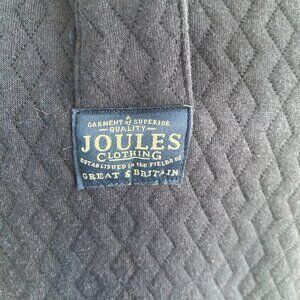 A
GARMENT of SUPERIOR
QUALITY
JOULES
CLOTHING
ESTABLISHED in the FIELDS OF
GREAT BRITAIN